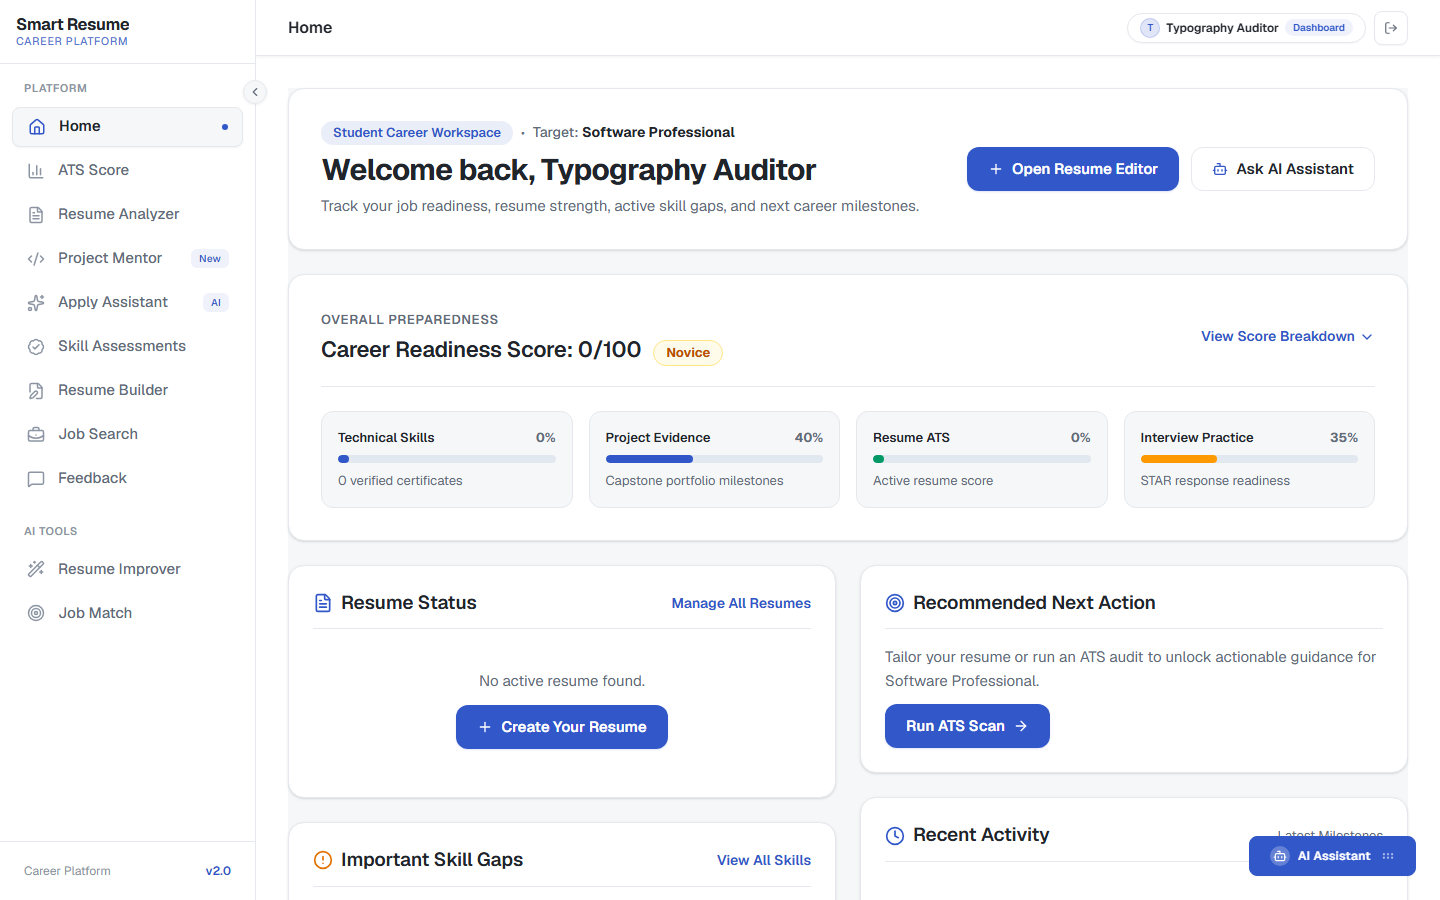 Smart Resume
CAREER PLATFORM
PLATFORM
Home
ATS Score
Resume Analyzer
Project Mentor New
Apply Assistant AI
Skill Assessments
Resume Builder
Job Search
Feedback
AI TOOLS
Resume Improver
Job Match
Career Platform v2.0
Home
T Typography Auditor Dashboard
Student Career Workspace • Target: Software Professional
Welcome back, Typography Auditor
Track your job readiness, resume strength, active skill gaps, and next career milestones.
Open Resume Editor
Ask AI Assistant
OVERALL PREPAREDNESS
Career Readiness Score: 0/100 Novice
View Score Breakdown
Technical Skills 0%
0 verified certificates
Project Evidence 40%
Capstone portfolio milestones
Resume ATS 0%
Active resume score
Interview Practice 35%
STAR response readiness
Resume Status
Manage All Resumes
No active resume found.
Create Your Resume
Recommended Next Action
Tailor your resume or run an ATS audit to unlock actionable guidance for
Software Professional.
Run ATS Scan
Important Skill Gaps
View All Skills
Recent Activity
Latest Milestones
AI Assistant